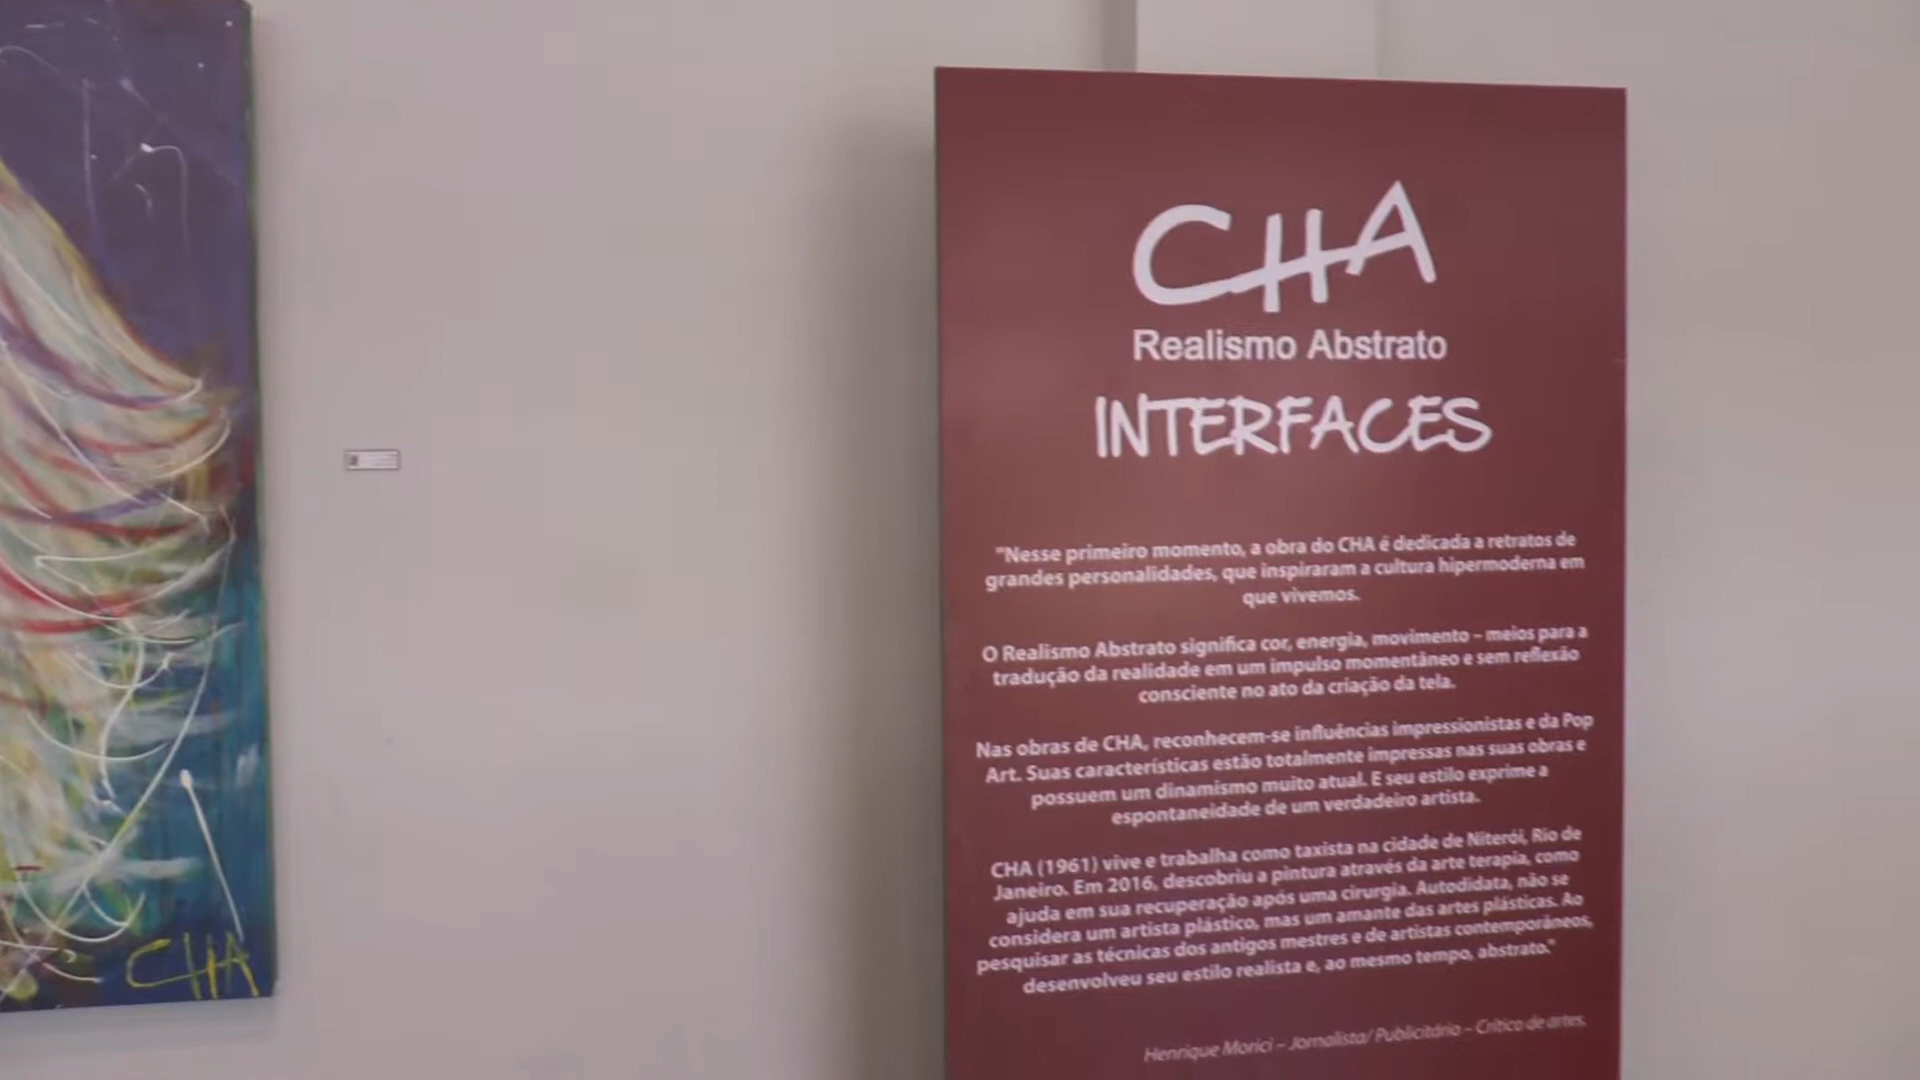 CHA
CHA
Realismo Abstrato
INTERFACES
"Nesse primeiro momento, a obra do CHA é dedicada a retratos de
grandes personalidades, que inspiraram a cultura hipermoderna em
que vivemos.
O Realismo Abstrato significa cor, energia, movimento – meios para a
tradução da realidade em um impulso momentâneo e sem reflexão
consciente no ato da criação da tela.
Nas obras de CHA, reconhecem-se influências impressionistas e da Pop
Art. Suas características estão totalmente impressas nas suas obras e
possuem um dinamismo muito atual. E seu estilo exprime a
espontaneidade de um verdadeiro artista.
CHA (1961) vive e trabalha como taxista na cidade de Niterói, Rio de
Janeiro. Em 2016, descobriu a pintura através da arte terapia, como
ajuda em sua recuperação após uma cirurgia. Autodidata, não se
considera um artista plástico, mas um amante das artes plásticas. Ao
pesquisar as técnicas dos antigos mestres e de artistas contemporâneos,
desenvolveu seu estilo realista e, ao mesmo tempo, abstrato."
Henrique Morici – Jornalista/ Publicitário – Crítico de artes.